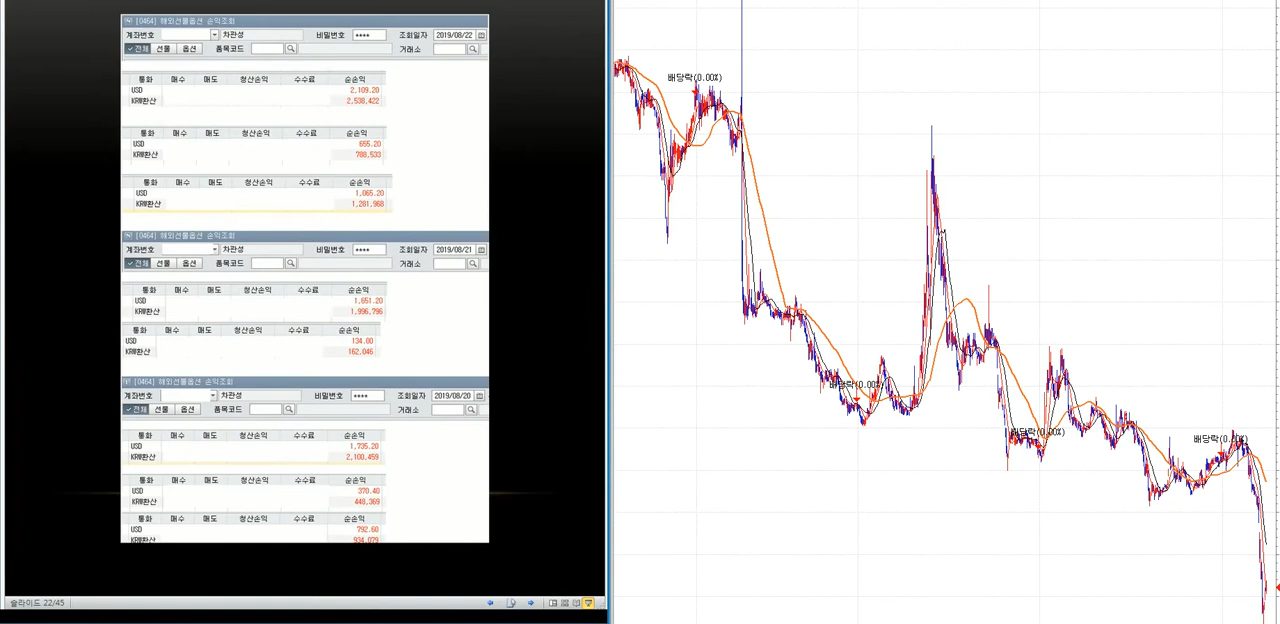 [0464] 해외선물옵션 손익조회
계좌번호 차관성 비밀번호 **** 조회일자 2019/08/22
✓전체 선물 옵션 품목코드 거래소
통화 매수 매도 청산손익 수수료 순손익
USD 2,109.20
KRW환산 2,538,422
통화 매수 매도 청산손익 수수료 순손익
USD 655.20
KRW환산 788,533
통화 매수 매도 청산손익 수수료 순손익
USD 1,065.20
KRW환산 1,281,968
[0464] 해외선물옵션 손익조회
계좌번호 차관성 비밀번호 **** 조회일자 2019/08/21
✓전체 선물 옵션 품목코드 거래소
통화 매수 매도 청산손익 수수료 순손익
USD 1,651.20
KRW환산 1,996,796
통화 매수 매도 청산손익 수수료 순손익
USD 134.00
KRW환산 162,046
[0464] 해외선물옵션 손익조회
계좌번호 차관성 비밀번호 **** 조회일자 2019/08/20
✓전체 선물 옵션 품목코드 거래소
통화 매수 매도 청산손익 수수료 순손익
USD 1,735.20
KRW환산 2,100,459
통화 매수 매도 청산손익 수수료 순손익
USD 370.40
KRW환산 448,369
통화 매수 매도 청산손익 수수료 순손익
USD 792.60
KRW환산 934,079
슬라이드 22/45
배당락(0.00%)
배당락(0.00%)
배당락(0.00%)
배당락(0.00%)